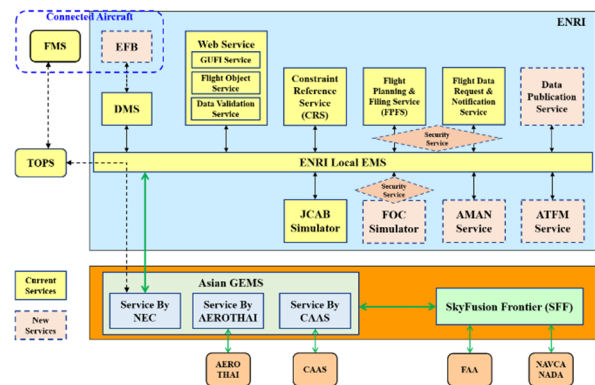 Connected Aircraft
ENRI
FMS
EFB
Web Service
GUFI Service
Flight Object
Service
Data Validation
Service
Constraint
Reference
Service
(CRS)
Flight
Planning &
Filing Service
(FPFS)
Flight Data
Request &
Notification
Service
Data
Publication
Service
DMS
Security
Service
TOPS
ENRI Local EMS
Security
Service
JCAB
Simulator
FOC
Simulator
AMAN
Service
ATFM
Service
Current
Services
New
Services
Asian GEMS
Service By
NEC
Service By
AEROTHAI
Service By
CAAS
SkyFusion Frontier (SFF)
AERO
THAI
CAAS
FAA
NAVCA
NADA